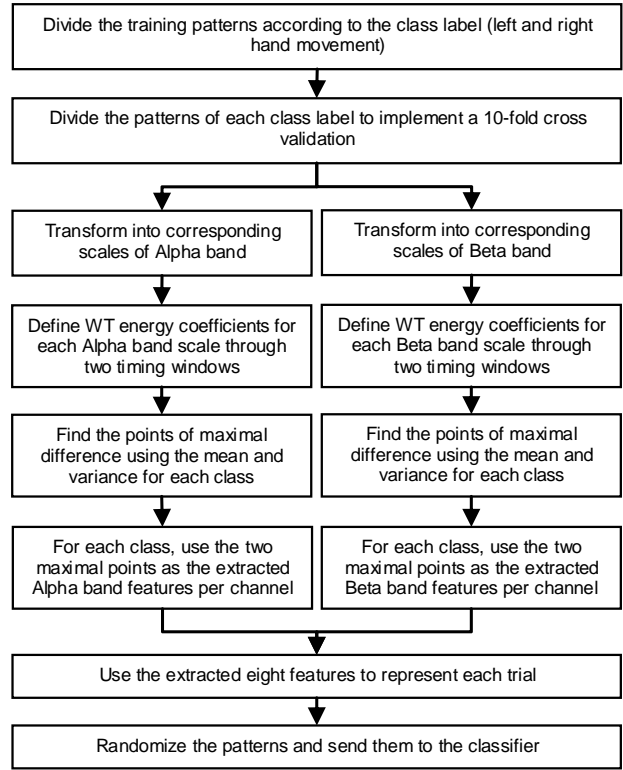 Divide the training patterns according to the class label (left and right
hand movement)
Divide the patterns of each class label to implement a 10-fold cross
validation
Transform into corresponding
scales of Alpha band
Transform into corresponding
scales of Beta band
Define WT energy coefficients for
each Alpha band scale through
two timing windows
Define WT energy coefficients for
each Beta band scale through
two timing windows
Find the points of maximal
difference using the mean and
variance for each class
Find the points of maximal
difference using the mean and
variance for each class
For each class, use the two
maximal points as the extracted
Alpha band features per channel
For each class, use the two
maximal points as the extracted
Beta band features per channel
Use the extracted eight features to represent each trial
Randomize the patterns and send them to the classifier